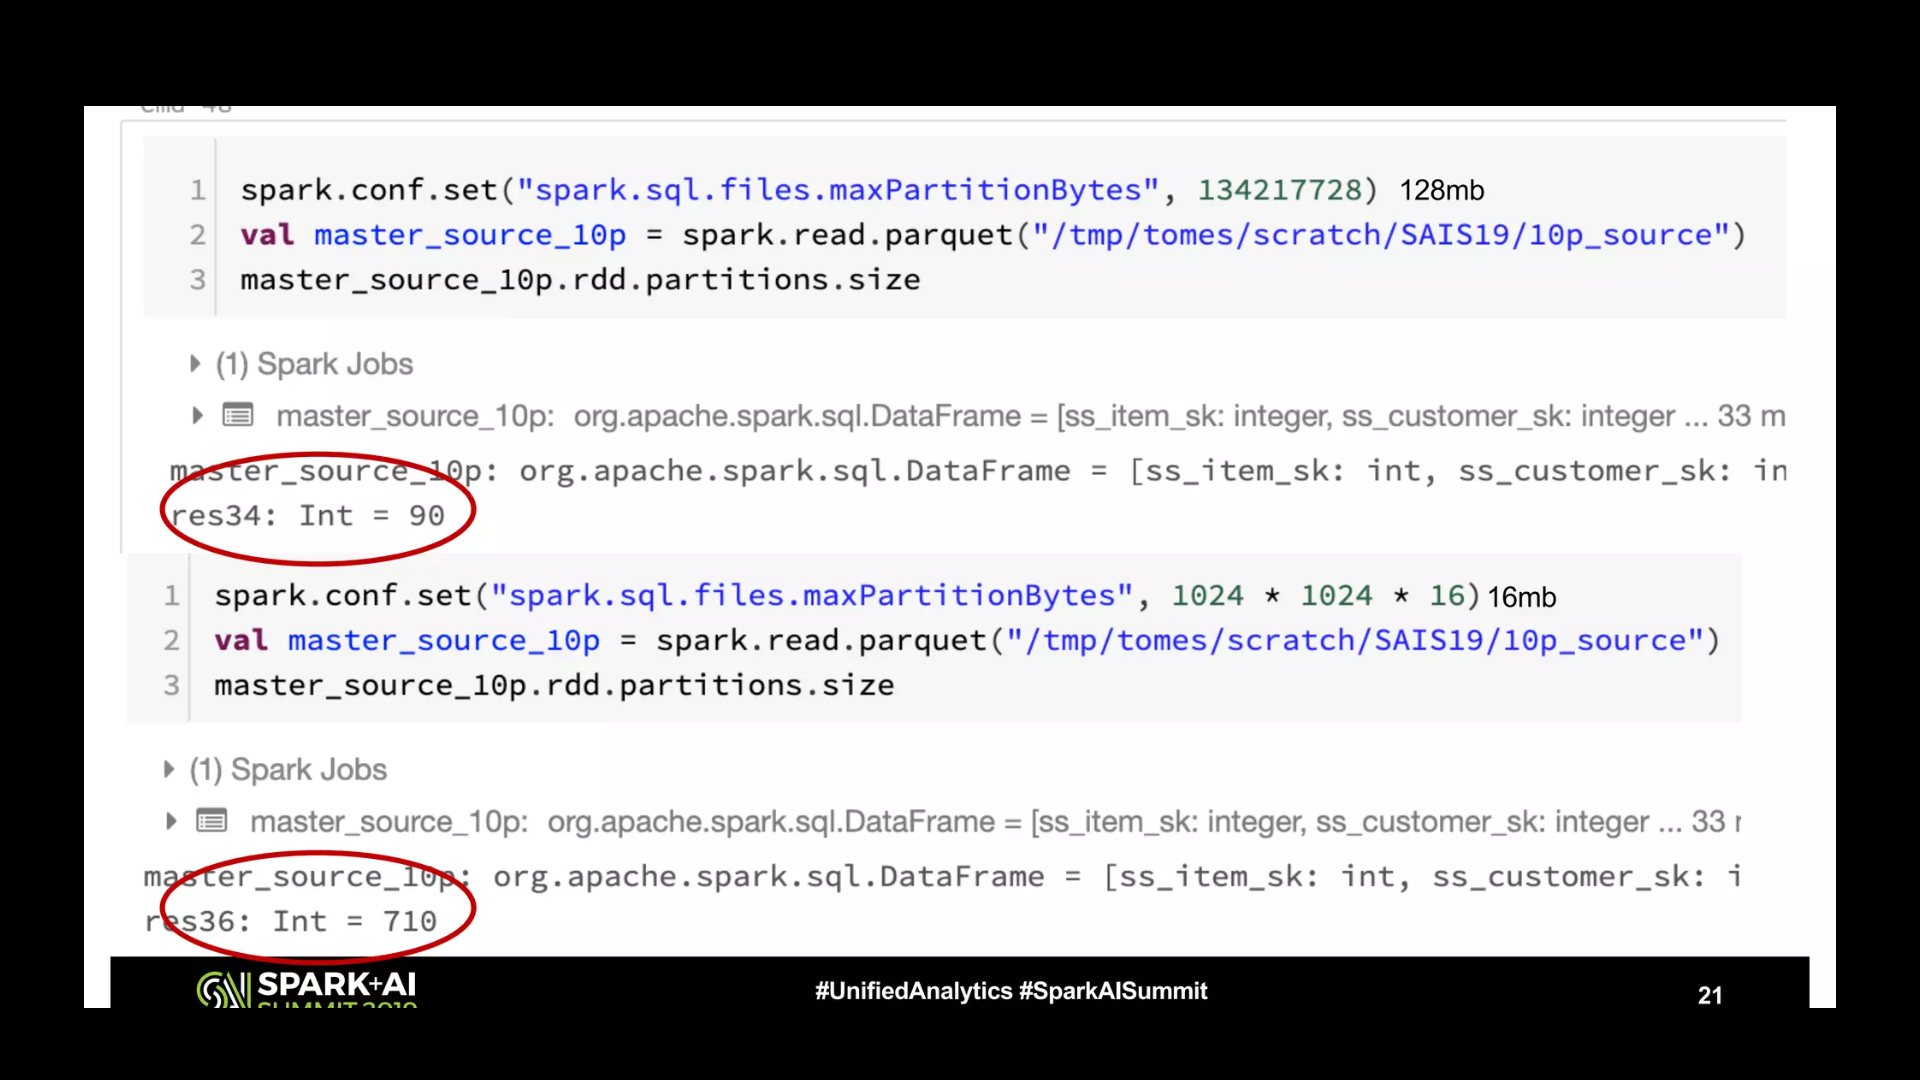 Cmd 48
1 spark.conf.set("spark.sql.files.maxPartitionBytes", 134217728) 128mb
2 val master_source_10p = spark.read.parquet("/tmp/tomes/scratch/SAIS19/10p_source")
3 master_source_10p.rdd.partitions.size
(1) Spark Jobs
master_source_10p: org.apache.spark.sql.DataFrame = [ss_item_sk: integer, ss_customer_sk: integer ... 33 m
master_source_10p: org.apache.spark.sql.DataFrame = [ss_item_sk: int, ss_customer_sk: in
res34: Int = 90
1 spark.conf.set("spark.sql.files.maxPartitionBytes", 1024 * 1024 * 16) 16mb
2 val master_source_10p = spark.read.parquet("/tmp/tomes/scratch/SAIS19/10p_source")
3 master_source_10p.rdd.partitions.size
(1) Spark Jobs
master_source_10p: org.apache.spark.sql.DataFrame = [ss_item_sk: integer, ss_customer_sk: integer ... 33
master_source_10p: org.apache.spark.sql.DataFrame = [ss_item_sk: int, ss_customer_sk: i
res36: Int = 710
SPARK+AI
SUMMIT 2019
#UnifiedAnalytics #SparkAISummit
21